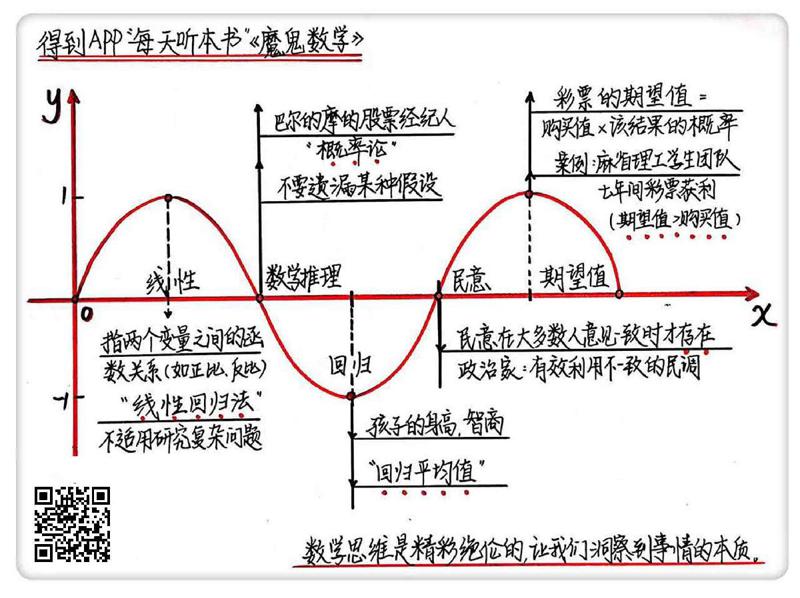 得到APP“每天听本书”《魔鬼数学》
y
1
-1
0
x
线性
指两个变量之间的函
数关系(如正比、反比)
“线性回归法”
不适用研究复杂问题
巴尔的摩的股票经纪人
“概率论”
不要遗漏某种假设
数学推理
回归
孩子的身高,智商
“回归平均值”
民意
民意在大多数人意见一致时才存在
政治家:有效利用不一致的民调
彩票的期望值=
购买值×该结果的概率
案例:麻省理工学生团队
七年间彩票获利
(期望值>购买值)
期望值
数学思维是精彩绝伦的,让我们洞察到事情的本质。